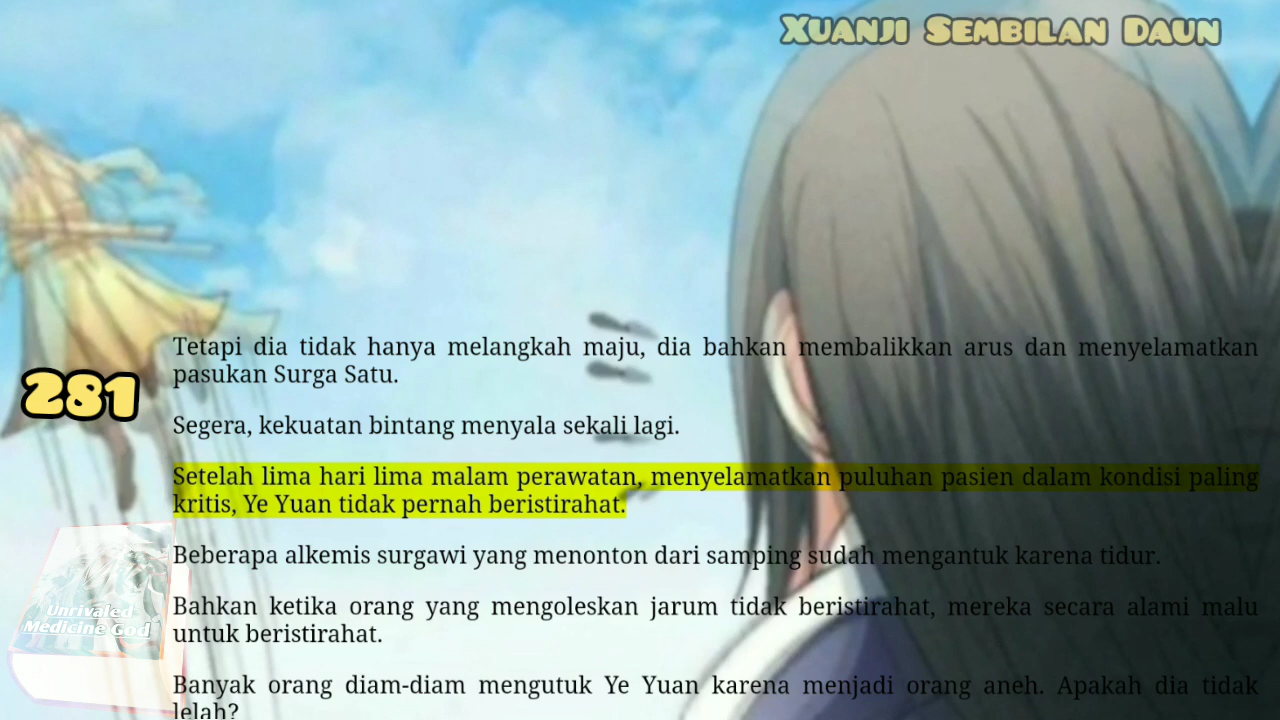 Xuanji Sembilan Daun
Tetapi dia tidak hanya melangkah maju, dia bahkan membalikkan arus dan menyelamatkan
pasukan Surga Satu.
281
Segera, kekuatan bintang menyala sekali lagi.
Setelah lima hari lima malam perawatan, menyelamatkan puluhan pasien dalam kondisi paling
kritis, Ye Yuan tidak pernah beristirahat.
Beberapa alkemis surgawi yang menonton dari samping sudah mengantuk karena tidur.
Bahkan ketika orang yang mengoleskan jarum tidak beristirahat, mereka secara alami malu
untuk beristirahat.
Unrivaled
Medicine God
Banyak orang diam-diam mengutuk Ye Yuan karena menjadi orang aneh. Apakah dia tidak
lelah?